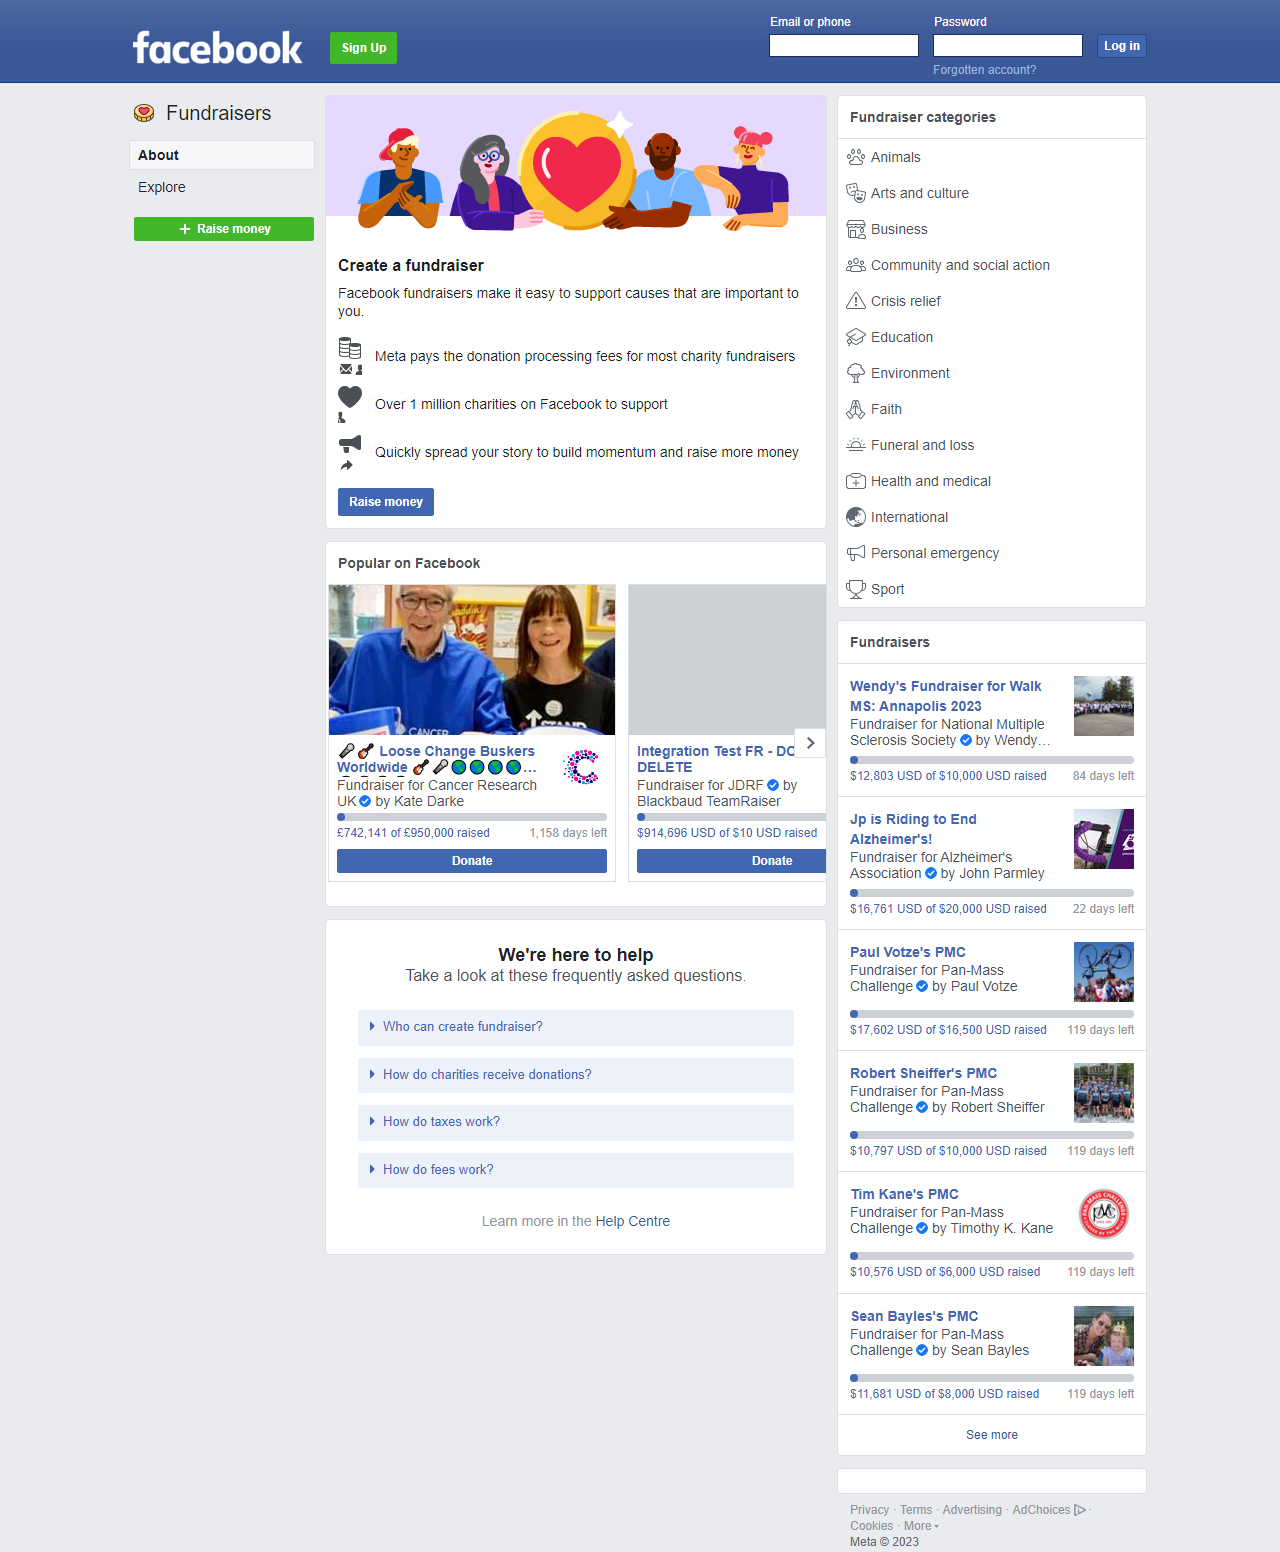 facebook
Sign Up
Email or phone
Password
Log in
Forgotten account?
Fundraisers
About
Explore
Raise money
Create a fundraiser
Facebook fundraisers make it easy to support causes that are important to
you.
Meta pays the donation processing fees for most charity fundraisers
Over 1 million charities on Facebook to support
Quickly spread your story to build momentum and raise more money
Raise money
Popular on Facebook
CANCER
STAND
🎤🎸 Loose Change Buskers
Worldwide 🎸🎤🌎🌎🌎🌎...
Fundraiser for Cancer Research
UK by Kate Darke
£742,141 of £950,000 raised
1,158 days left
Donate
Integration Test FR - DO
DELETE
Fundraiser for JDRF by
Blackbaud TeamRaiser
$914,696 USD of $10 USD raised
Donate
We're here to help
Take a look at these frequently asked questions.
Who can create fundraiser?
How do charities receive donations?
How do taxes work?
How do fees work?
Learn more in the Help Centre
Fundraiser categories
Animals
Arts and culture
Business
Community and social action
Crisis relief
Education
Environment
Faith
Funeral and loss
Health and medical
International
Personal emergency
Sport
Fundraisers
Wendy's Fundraiser for Walk
MS: Annapolis 2023
Fundraiser for National Multiple
Sclerosis Society by Wendy...
$12,803 USD of $10,000 USD raised
84 days left
Jp is Riding to End
Alzheimer's!
Fundraiser for Alzheimer's
Association by John Parmley
$16,761 USD of $20,000 USD raised
22 days left
Paul Votze's PMC
Fundraiser for Pan-Mass
Challenge by Paul Votze
$17,602 USD of $16,500 USD raised
119 days left
Robert Sheiffer's PMC
Fundraiser for Pan-Mass
Challenge by Robert Sheiffer
$10,797 USD of $10,000 USD raised
119 days left
Tim Kane's PMC
Fundraiser for Pan-Mass
Challenge by Timothy K. Kane
PAN-MASS CHALLENGE
PMC
$10,576 USD of $6,000 USD raised
119 days left
Sean Bayles's PMC
Fundraiser for Pan-Mass
Challenge by Sean Bayles
$11,681 USD of $8,000 USD raised
119 days left
See more
Privacy · Terms · Advertising · AdChoices ·
Cookies · More
Meta © 2023